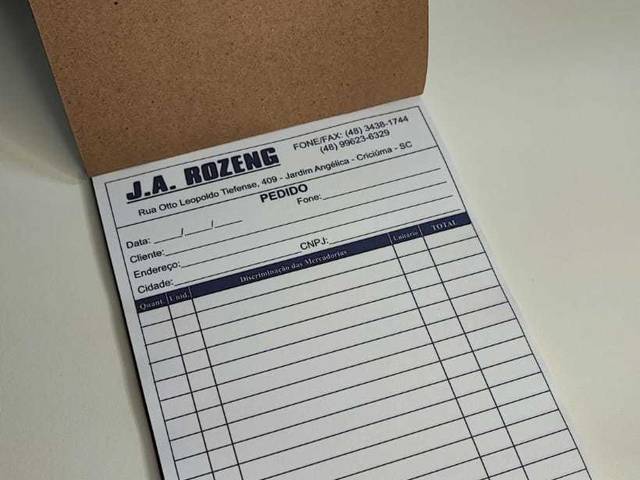 J.A. ROZENG
FONE/FAX: (48) 3438-1744
(48) 99623-6329
Rua Otto Leopoldo Tiefense, 409 - Jardim Angélica - Criciúma - SC
PEDIDO
Data: ___/___/___ Fone:
Cliente:
Endereço:
Cidade: CNPJ:
Quant. Unid. Discriminação das Mercadorias Unitário TOTAL